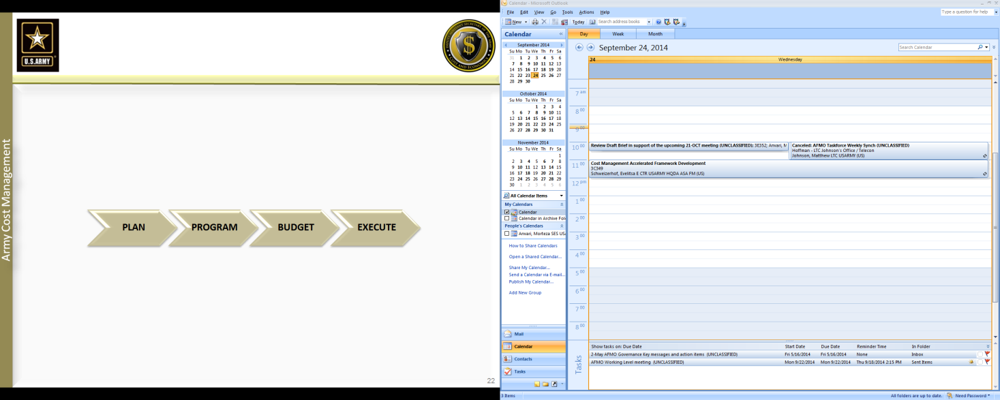 U.S.ARMY
DEPUTY ASSISTANT SECRETARY OF THE ARMY
COST AND ECONOMICS
Army Cost Management
PLAN
PROGRAM
BUDGET
EXECUTE
22
Calendar - Microsoft Outlook
File Edit View Go Tools Actions Help
Type a question for help
New Today Search address books
Calendar «
September 2014
Su Mo Tu We Th Fr Sa
31 1 2 3 4 5 6
7 8 9 10 11 12 13
14 15 16 17 18 19 20
21 22 23 24 25 26 27
28 29 30
October 2014
Su Mo Tu We Th Fr Sa
1 2 3 4
5 6 7 8 9 10 11
12 13 14 15 16 17 18
19 20 21 22 23 24 25
26 27 28 29 30 31
November 2014
Su Mo Tu We Th Fr Sa
1
2 3 4 5 6 7 8
9 10 11 12 13 14 15
16 17 18 19 20 21 22
23 24 25 26 27 28 29
30 1 2 3 4 5 6
All Calendar Items
My Calendars
Calendar
Calendar in Archive Fol
People's Calendars
Anvari, Morteza SES US
How to Share Calendars
Open a Shared Calendar...
Share My Calendar...
Send a Calendar via E-mail...
Publish My Calendar...
Add New Group
Mail
Calendar
Contacts
Tasks
Day Week Month
September 24, 2014
Search Calendar
24 Wednesday
7 am
8 00
9 00
10 00
Review Draft Brief in support of the upcoming 21-OCT meeting (UNCLASSIFIED); 3E352; Anvari, M
Canceled: AFMO Taskforce Weekly Synch (UNCLASSIFIED)
Hoffman - LTC Johnson's Office / Telecon
Johnson, Matthew LTC USARMY (US)
11 00
Cost Management Accelerated Framework Development
3C349
Schweizerhof, Evelitsa E CTR USARMY HQDA ASA FM (US)
12 pm
1 00
2 00
3 00
4 00
5 00
6 00
7 00
8 00
Tasks
Show tasks on: Due Date Start Date Due Date Reminder Time In Folder
2-May AFMO Governance Key messages and action items (UNCLASSIFIED) Fri 5/16/2014 Fri 5/16/2014 None Inbox
AFMO Working Level meeting (UNCLASSIFIED) Mon 9/22/2014 Mon 9/22/2014 Thu 9/18/2014 2:15 PM Sent Items
3 Items
All folders are up to date. Need Password